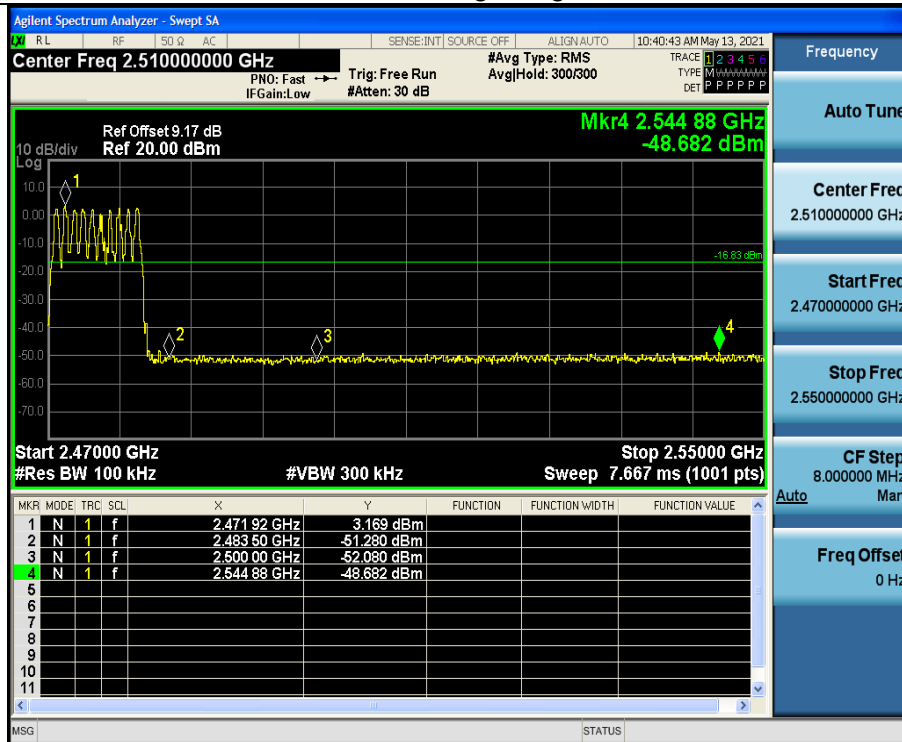 Agilent Spectrum Analyzer - Swept SA
LXI RL RF 50 Ω AC SENSE:INT SOURCE OFF ALIGN AUTO 10:40:43 AM May 13, 2021
Center Freq 2.510000000 GHz #Avg Type: RMS TRACE 1 2 3 4 5 6
PNO: Fast Trig: Free Run Avg|Hold: 300/300 TYPE M
IFGain:Low #Atten: 30 dB DET P P P P P P
Mkr4 2.544 88 GHz
-48.682 dBm
Ref Offset 9.17 dB
10 dB/div Ref 20.00 dBm
Log
10.0
0.00
-10.0
-20.0
-30.0
-40.0
-50.0
-60.0
-70.0
1
2
3
4
-16.83 dBm
Start 2.47000 GHz Stop 2.55000 GHz
#Res BW 100 kHz #VBW 300 kHz Sweep 7.667 ms (1001 pts)
MKR MODE TRC SCL X Y FUNCTION FUNCTION WIDTH FUNCTION VALUE
1 N 1 f 2.471 92 GHz 3.169 dBm
2 N 1 f 2.483 50 GHz -51.280 dBm
3 N 1 f 2.500 00 GHz -52.080 dBm
4 N 1 f 2.544 88 GHz -48.682 dBm
5
6
7
8
9
10
11
MSG STATUS
Frequency
Auto Tune
Center Freq
2.510000000 GHz
Start Freq
2.470000000 GHz
Stop Freq
2.550000000 GHz
CF Step
8.000000 MHz
Auto Man
Freq Offset
0 Hz